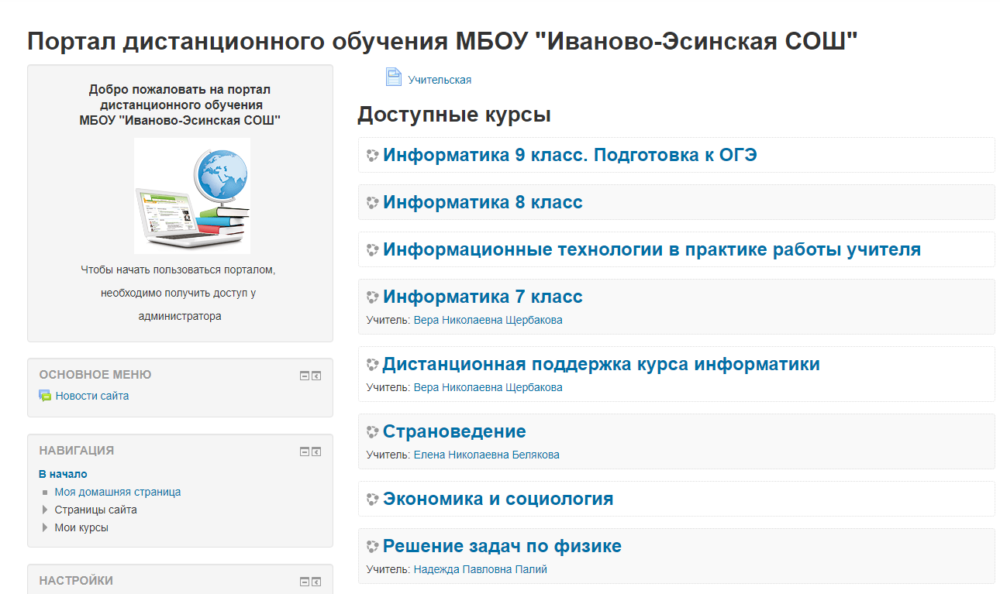 Портал дистанционного обучения МБОУ "Иваново-Эсинская СОШ"
Добро пожаловать на портал
дистанционного обучения
МБОУ "Иваново-Эсинская СОШ"
Чтобы начать пользоваться порталом,
необходимо получить доступ у
администратора
ОСНОВНОЕ МЕНЮ
Новости сайта
НАВИГАЦИЯ
В начало
Моя домашняя страница
Страницы сайта
Мои курсы
НАСТРОЙКИ
Учительская
Доступные курсы
Информатика 9 класс. Подготовка к ОГЭ
Информатика 8 класс
Информационные технологии в практике работы учителя
Информатика 7 класс
Учитель: Вера Николаевна Щербакова
Дистанционная поддержка курса информатики
Учитель: Вера Николаевна Щербакова
Страноведение
Учитель: Елена Николаевна Белякова
Экономика и социология
Решение задач по физике
Учитель: Надежда Павловна Палий